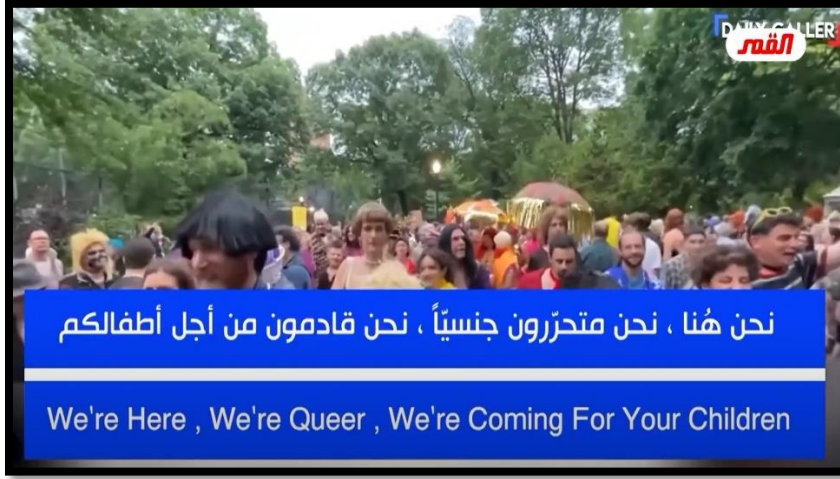 DAILY CALLER
القمر
نحن هُنا ، نحن متحرّرون جنسيّاً ، نحن قادمون من أجل أطفالكم
We're Here , We're Queer , We're Coming For Your Children